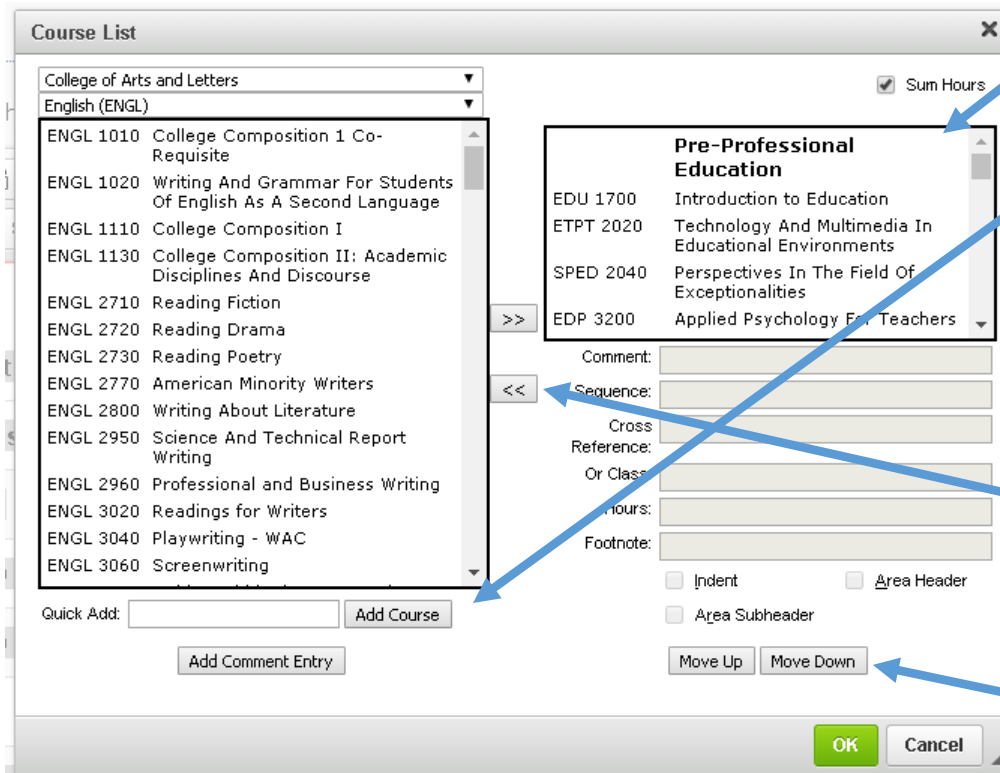 Course List
College of Arts and Letters
English (ENGL)
Sum Hours
ENGL 1010 College Composition 1 Co-
Requisite
ENGL 1020 Writing And Grammar For Students
Of English As A Second Language
ENGL 1110 College Composition I
ENGL 1130 College Composition II: Academic
Disciplines And Discourse
ENGL 2710 Reading Fiction
ENGL 2720 Reading Drama
ENGL 2730 Reading Poetry
ENGL 2770 American Minority Writers
ENGL 2800 Writing About Literature
ENGL 2950 Science And Technical Report
Writing
ENGL 2960 Professional and Business Writing
ENGL 3020 Readings for Writers
ENGL 3040 Playwriting - WAC
ENGL 3060 Screenwriting
Quick Add:
Add Course
Add Comment Entry
>>
<<
Pre-Professional
Education
EDU 1700 Introduction to Education
ETPT 2020 Technology And Multimedia In
Educational Environments
SPED 2040 Perspectives In The Field Of
Exceptionalities
EDP 3200 Applied Psychology For Teachers
Comment:
Sequence:
Cross
Reference:
Or Class:
Hours:
Footnote:
Indent
Area Header
Area Subheader
Move Up
Move Down
OK
Cancel